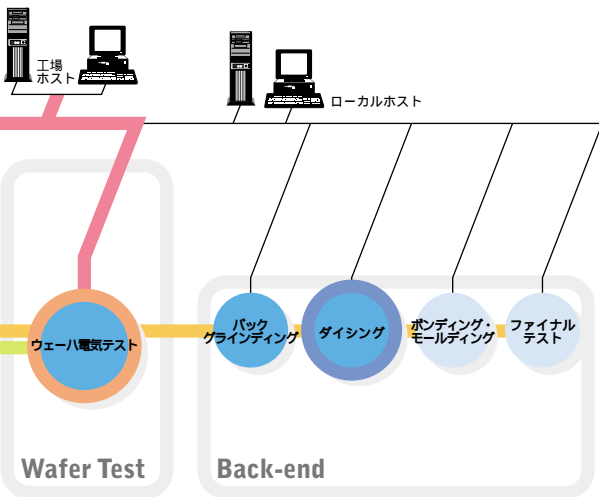 工場
ホスト
ローカルホスト
ウェーハ電気テスト
バック
グラインディング
ダイシング
ボンディング・
モールディング
ファイナル
テスト
Wafer Test
Back-end